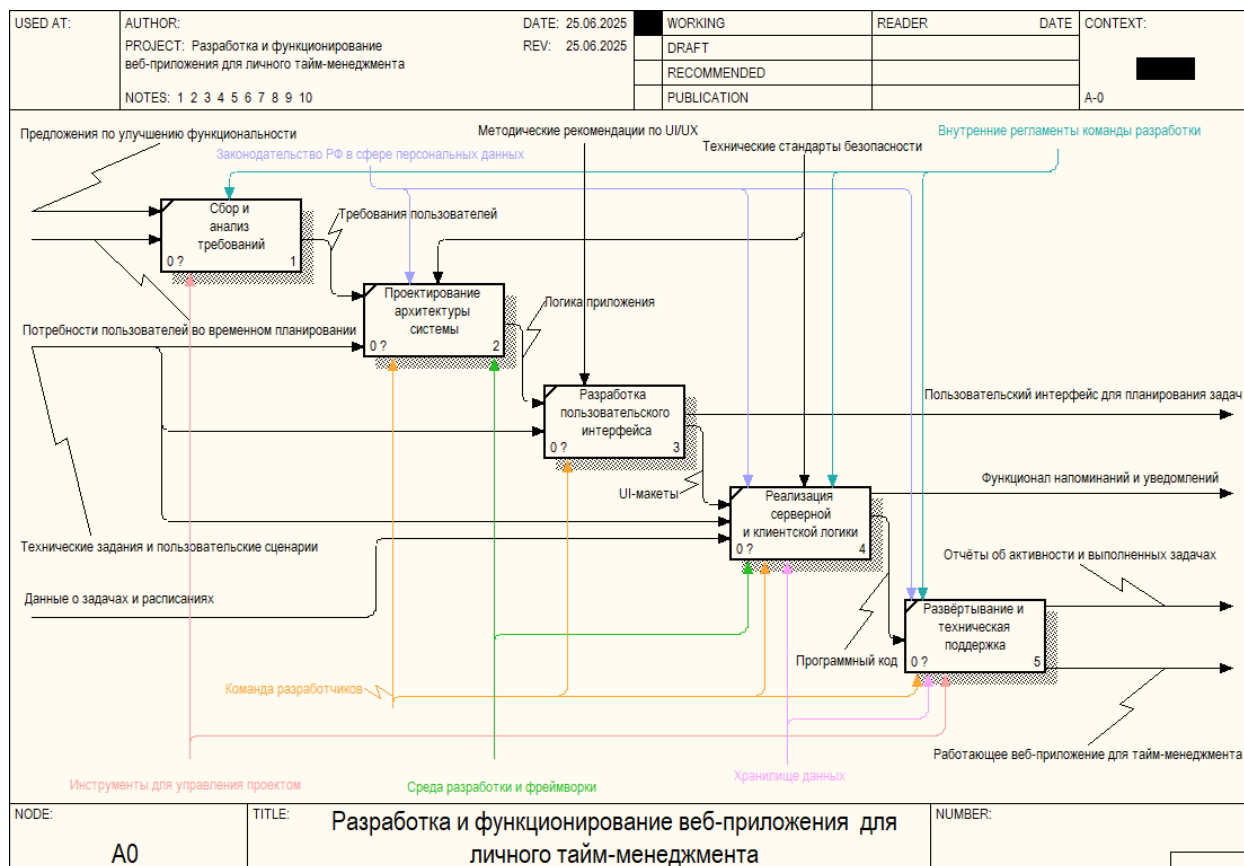 USED AT:
AUTHOR:
DATE: 25.06.2025
PROJECT: Разработка и функционирование
веб-приложения для личного тайм-менеджмента
REV: 25.06.2025
NOTES: 1 2 3 4 5 6 7 8 9 10
WORKING
DRAFT
RECOMMENDED
PUBLICATION
READER
DATE
CONTEXT:
A-0
Предложения по улучшению функциональности
Методические рекомендации по UI/UX
Внутренние регламенты команды разработки
Законодательство РФ в сфере персональных данных
Технические стандарты безопасности
Сбор и
анализ
требований
0 ?
1
Требования пользователей
Проектирование
архитектуры
системы
0 ?
2
Логика приложения
Потребности пользователей во временном планировании
Разработка
пользовательского
интерфейса
0 ?
3
Пользовательский интерфейс для планирования задач
UI-макеты
Реализация
серверной
и клиентской логики
0 ?
4
Функционал напоминаний и уведомлений
Технические задания и пользовательские сценарии
Отчёты об активности и выполненных задачах
Данные о задачах и расписаниях
Развёртывание и
техническая
поддержка
0 ?
5
Программный код
Команда разработчиков
Работающее веб-приложение для тайм-менеджмента
Инструменты для управления проектом
Среда разработки и фреймворки
Хранилище данных
NODE:
A0
TITLE:
Разработка и функционирование веб-приложения для
личного тайм-менеджмента
NUMBER: